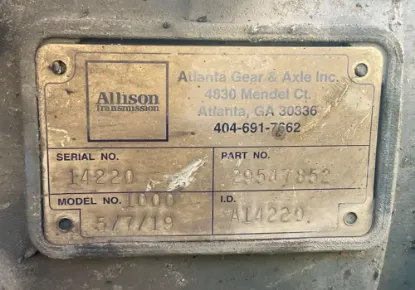 Allison
Transmission
Atlanta Gear & Axle Inc.
4830 Mendel Ct.
Atlanta, GA 30336
404-691-7662
SERIAL NO.
14220
PART NO.
29547952
MODEL NO. 1000
5/7/19
I.D.
A14220